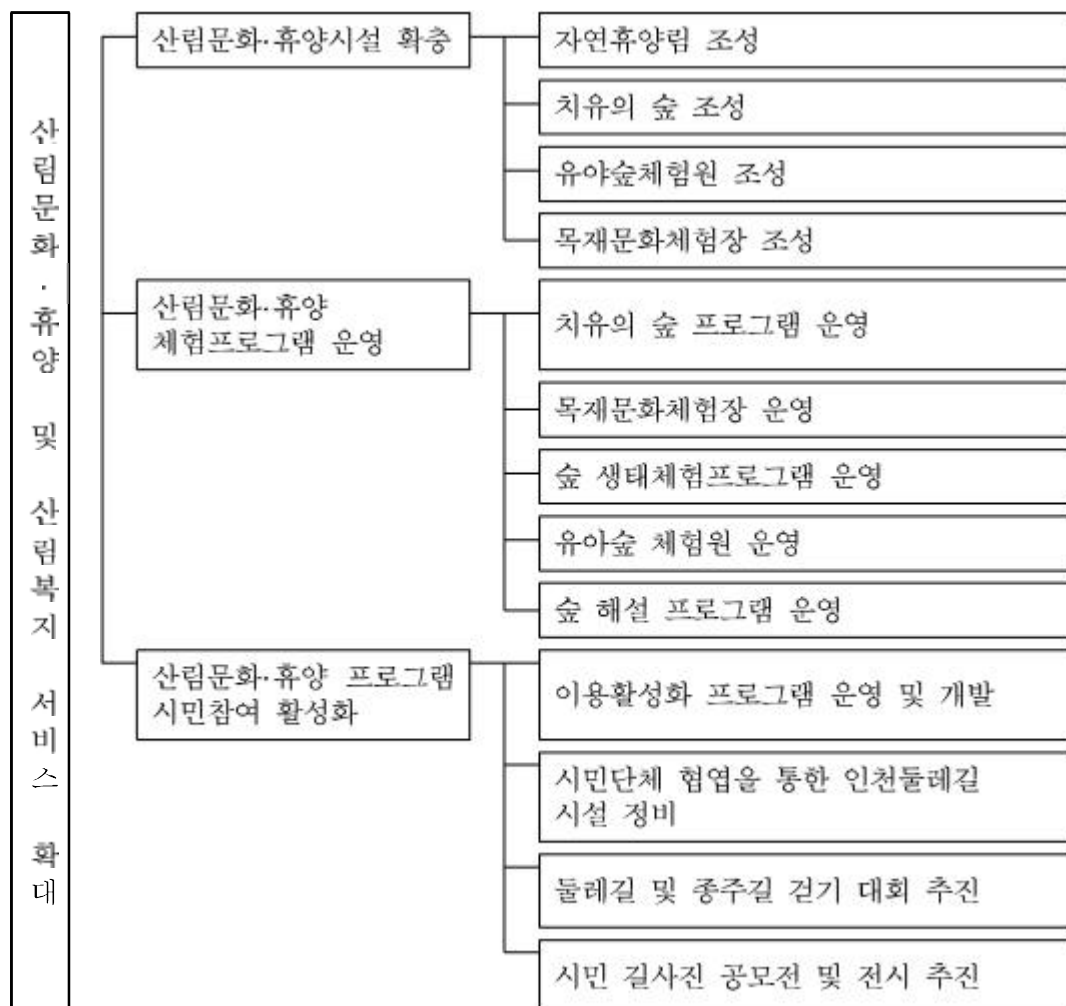 산림문화·휴양 및 산림복지 서비스 확대
산림문화·휴양시설 확충
자연휴양림 조성
치유의 숲 조성
유야숲체험원 조성
목재문화체험장 조성
산림문화·휴양
체험프로그램 운영
치유의 숲 프로그램 운영
목재문화체험장 운영
숲 생태체험프로그램 운영
유아숲 체험원 운영
숲 해설 프로그램 운영
산림문화·휴양 프로그램
시민참여 활성화
이용활성화 프로그램 운영 및 개발
시민단체 협엽을 통한 인천둘레길
시설 정비
둘레길 및 종주길 걷기 대회 추진
시민 길사진 공모전 및 전시 추진